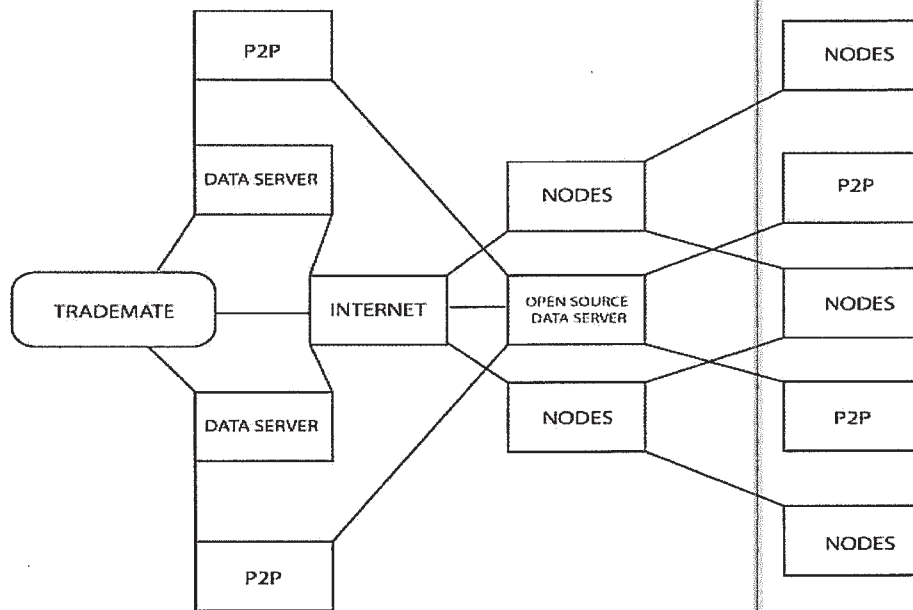 P2P
DATA SERVER
TRADEMATE
INTERNET
DATA SERVER
P2P
NODES
OPEN SOURCE
DATA SERVER
NODES
NODES
P2P
NODES
P2P
NODES